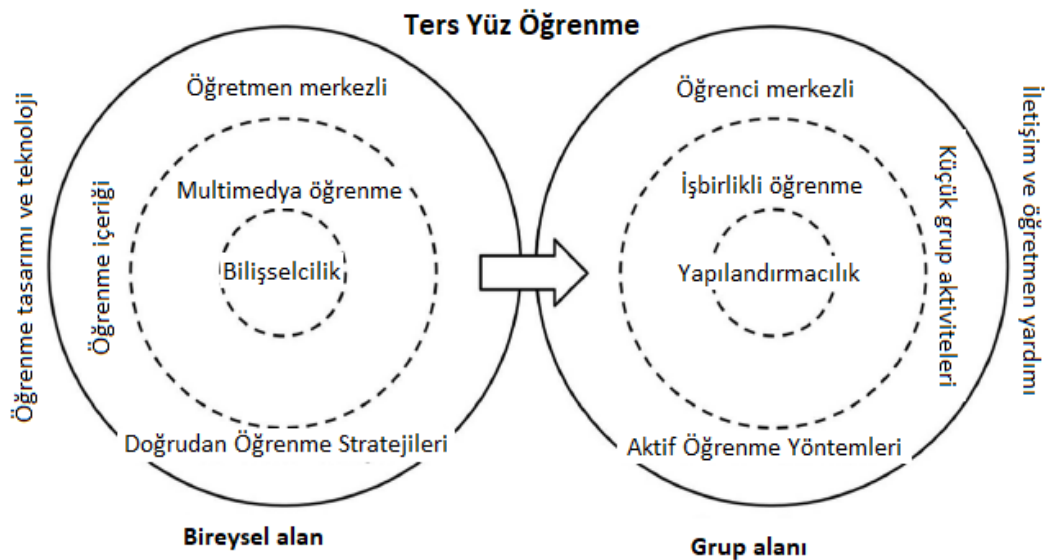 Ters Yüz Öğrenme
Öğrenme tasarımı ve teknoloji
Öğretmen merkezli
Öğrenme içeriği
Multimedya öğrenme
Bilişselcilik
Doğrudan Öğrenme Stratejileri
Bireysel alan
Öğrenci merkezli
İşbirlikli öğrenme
Yapılandırmacılık
Küçük grup aktiviteleri
Aktif Öğrenme Yöntemleri
İletişim ve öğretmen yardımı
Grup alanı